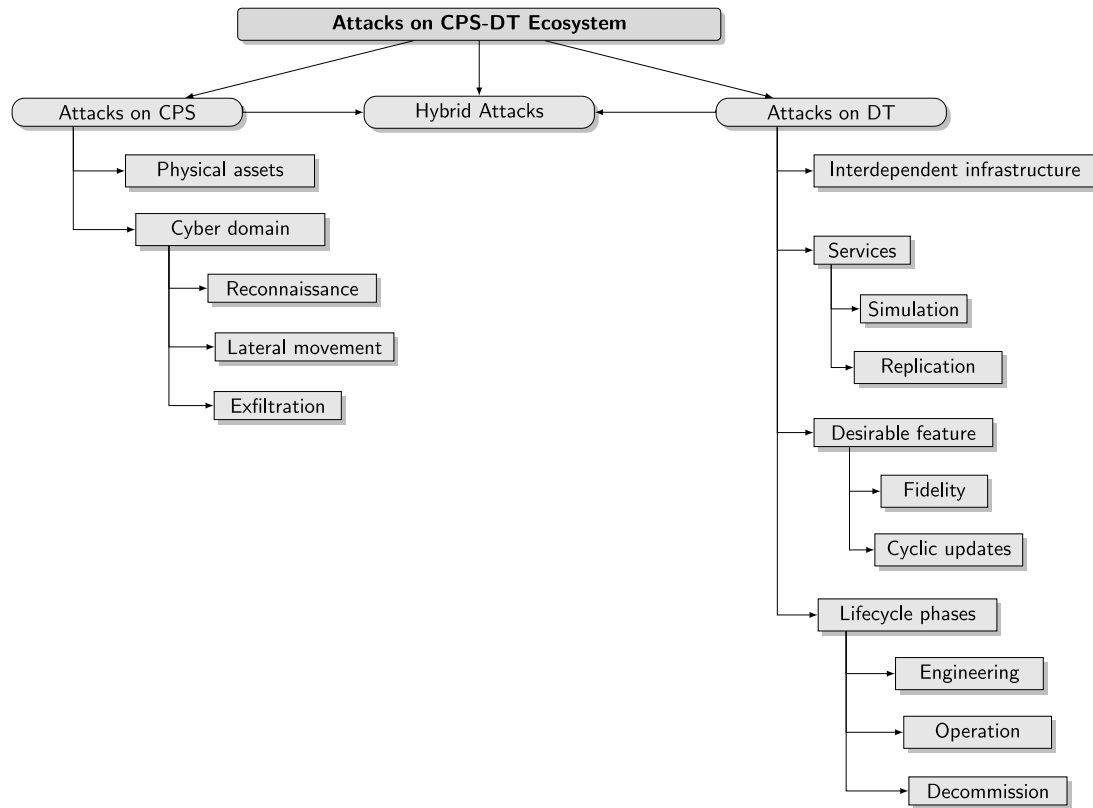 Attacks on CPS-DT Ecosystem
Attacks on CPS
Hybrid Attacks
Attacks on DT
Physical assets
Cyber domain
Reconnaissance
Lateral movement
Exfiltration
Interdependent infrastructure
Services
Simulation
Replication
Desirable feature
Fidelity
Cyclic updates
Lifecycle phases
Engineering
Operation
Decommission